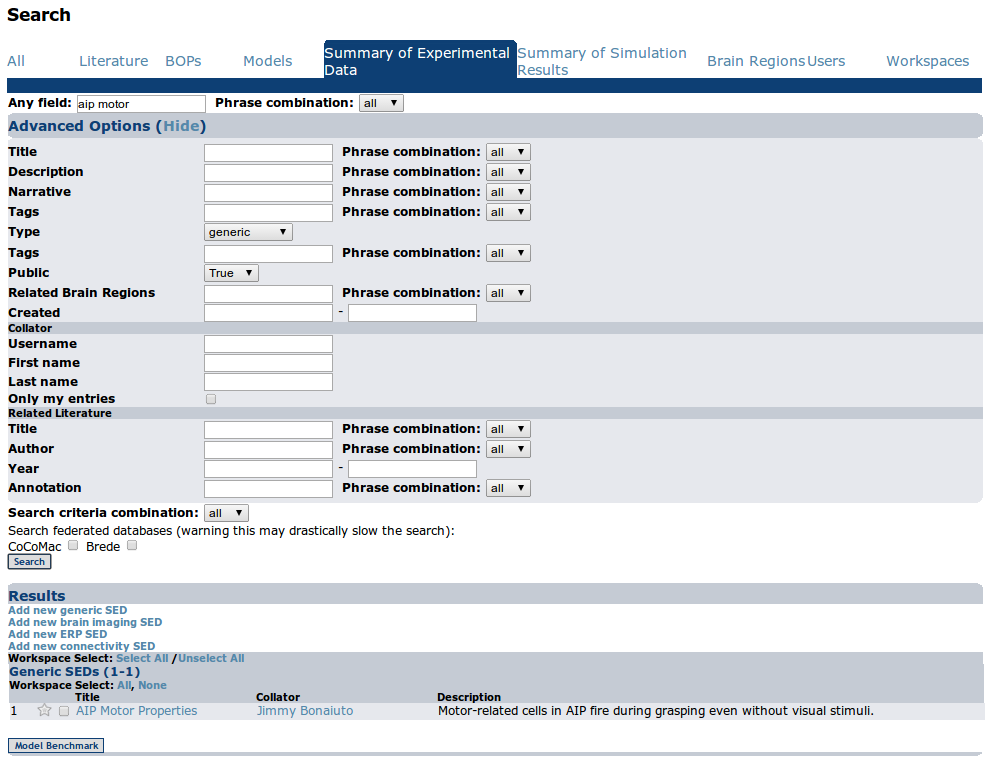 Search
All Literature BOPs Models Summary of Experimental Data Summary of Simulation Results Brain Regions Users Workspaces
Any field: aip motor Phrase combination: all
Advanced Options (Hide)
Title Phrase combination: all
Description Phrase combination: all
Narrative Phrase combination: all
Tags Phrase combination: all
Type generic
Tags Phrase combination: all
Public True
Related Brain Regions Phrase combination: all
Created -
Collator
Username
First name
Last name
Only my entries
Related Literature
Title Phrase combination: all
Author Phrase combination: all
Year -
Annotation Phrase combination: all
Search criteria combination: all
Search federated databases (warning this may drastically slow the search):
CoCoMac Brede
Search
Results
Add new generic SED
Add new brain imaging SED
Add new ERP SED
Add new connectivity SED
Workspace Select: Select All /Unselect All
Generic SEDs (1-1)
Workspace Select: All, None
Title Collator Description
1 AIP Motor Properties Jimmy Bonaiuto Motor-related cells in AIP fire during grasping even without visual stimuli.
Model Benchmark